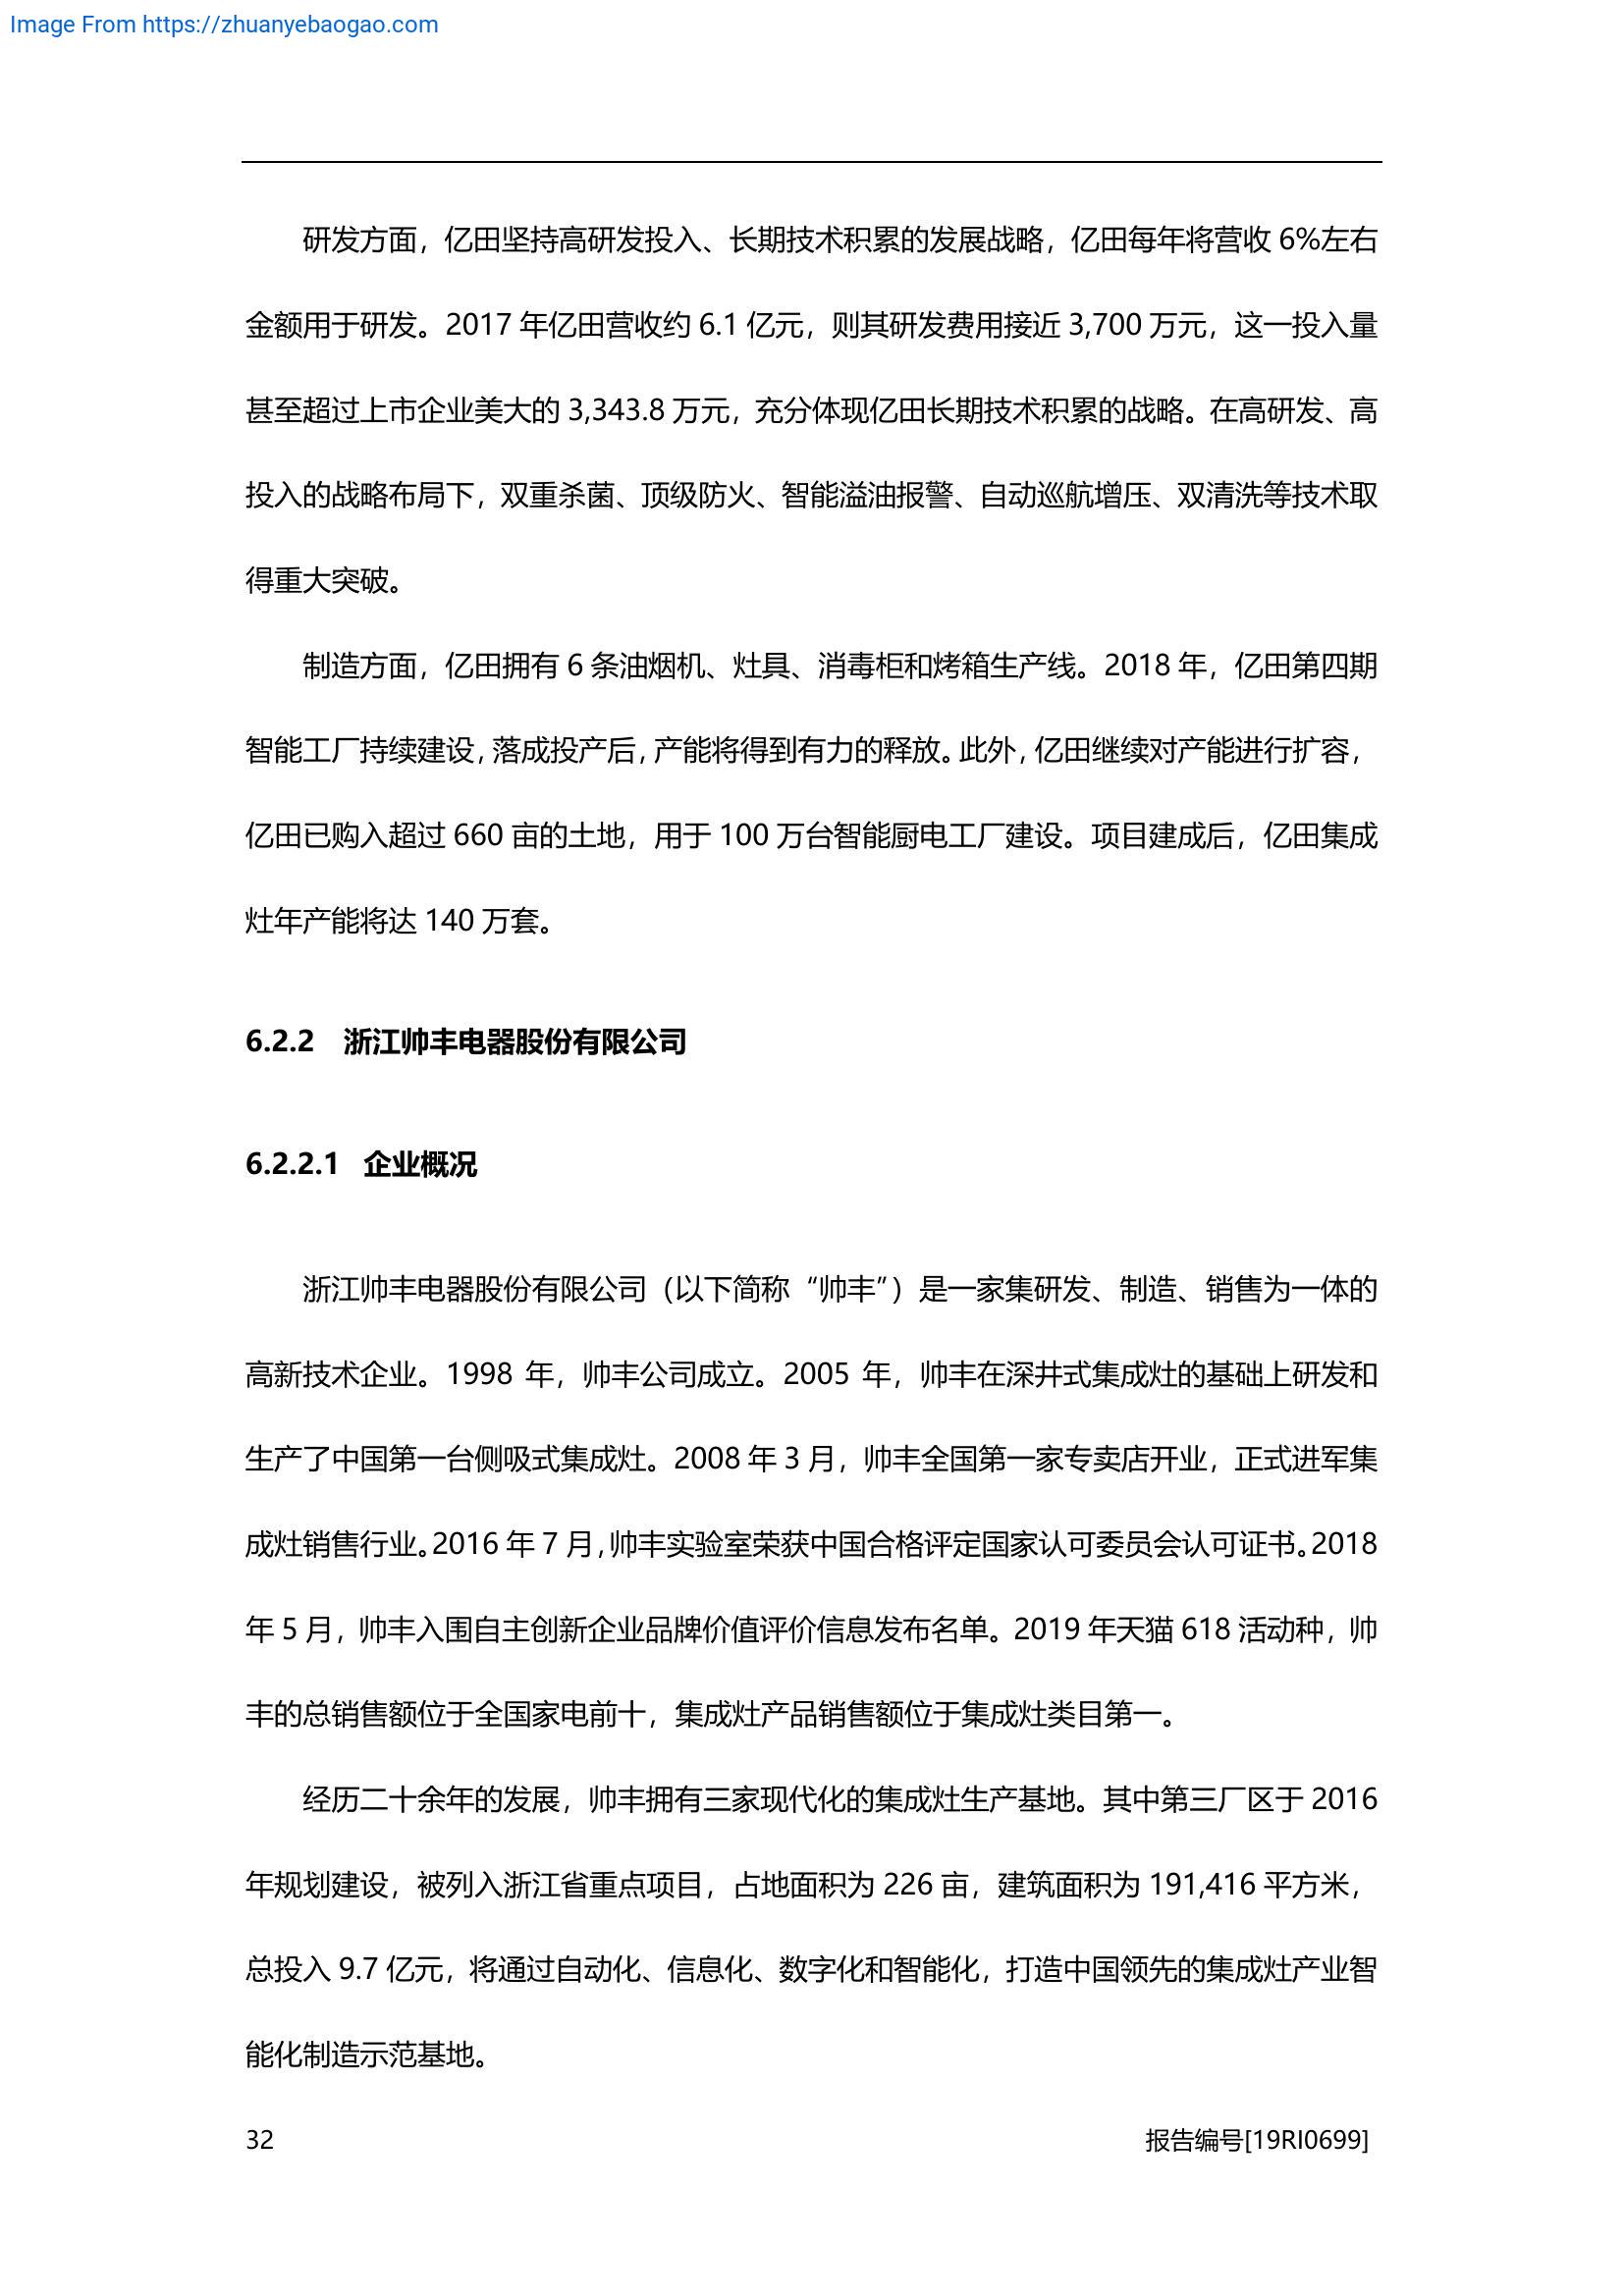 Image From https://zhuanyebaogao.com
研发方面，亿田坚持高研发投入、长期技术积累的发展战略，亿田每年将营收 6%左右
金额用于研发。2017 年亿田营收约 6.1 亿元，则其研发费用接近 3,700 万元，这一投入量
甚至超过上市企业美大的 3,343.8 万元，充分体现亿田长期技术积累的战略。在高研发、高
投入的战略布局下，双重杀菌、顶级防火、智能溢油报警、自动巡航增压、双清洗等技术取
得重大突破。
制造方面，亿田拥有 6 条油烟机、灶具、消毒柜和烤箱生产线。2018 年，亿田第四期
智能工厂持续建设，落成投产后，产能将得到有力的释放。此外，亿田继续对产能进行扩容，
亿田已购入超过 660 亩的土地，用于 100 万台智能厨电工厂建设。项目建成后，亿田集成
灶年产能将达 140 万套。
6.2.2 浙江帅丰电器股份有限公司
6.2.2.1 企业概况
浙江帅丰电器股份有限公司（以下简称“帅丰”）是一家集研发、制造、销售为一体的
高新技术企业。1998 年，帅丰公司成立。2005 年，帅丰在深井式集成灶的基础上研发和
生产了中国第一台侧吸式集成灶。2008 年 3 月，帅丰全国第一家专卖店开业，正式进军集
成灶销售行业。2016 年 7 月，帅丰实验室荣获中国合格评定国家认可委员会认可证书。2018
年 5 月，帅丰入围自主创新企业品牌价值评价信息发布名单。2019 年天猫 618 活动种，帅
丰的总销售额位于全国家电前十，集成灶产品销售额位于集成灶类目第一。
经历二十余年的发展，帅丰拥有三家现代化的集成灶生产基地。其中第三厂区于 2016
年规划建设，被列入浙江省重点项目，占地面积为 226 亩，建筑面积为 191,416 平方米，
总投入 9.7 亿元，将通过自动化、信息化、数字化和智能化，打造中国领先的集成灶产业智
能化制造示范基地。
32 报告编号[19RI0699]